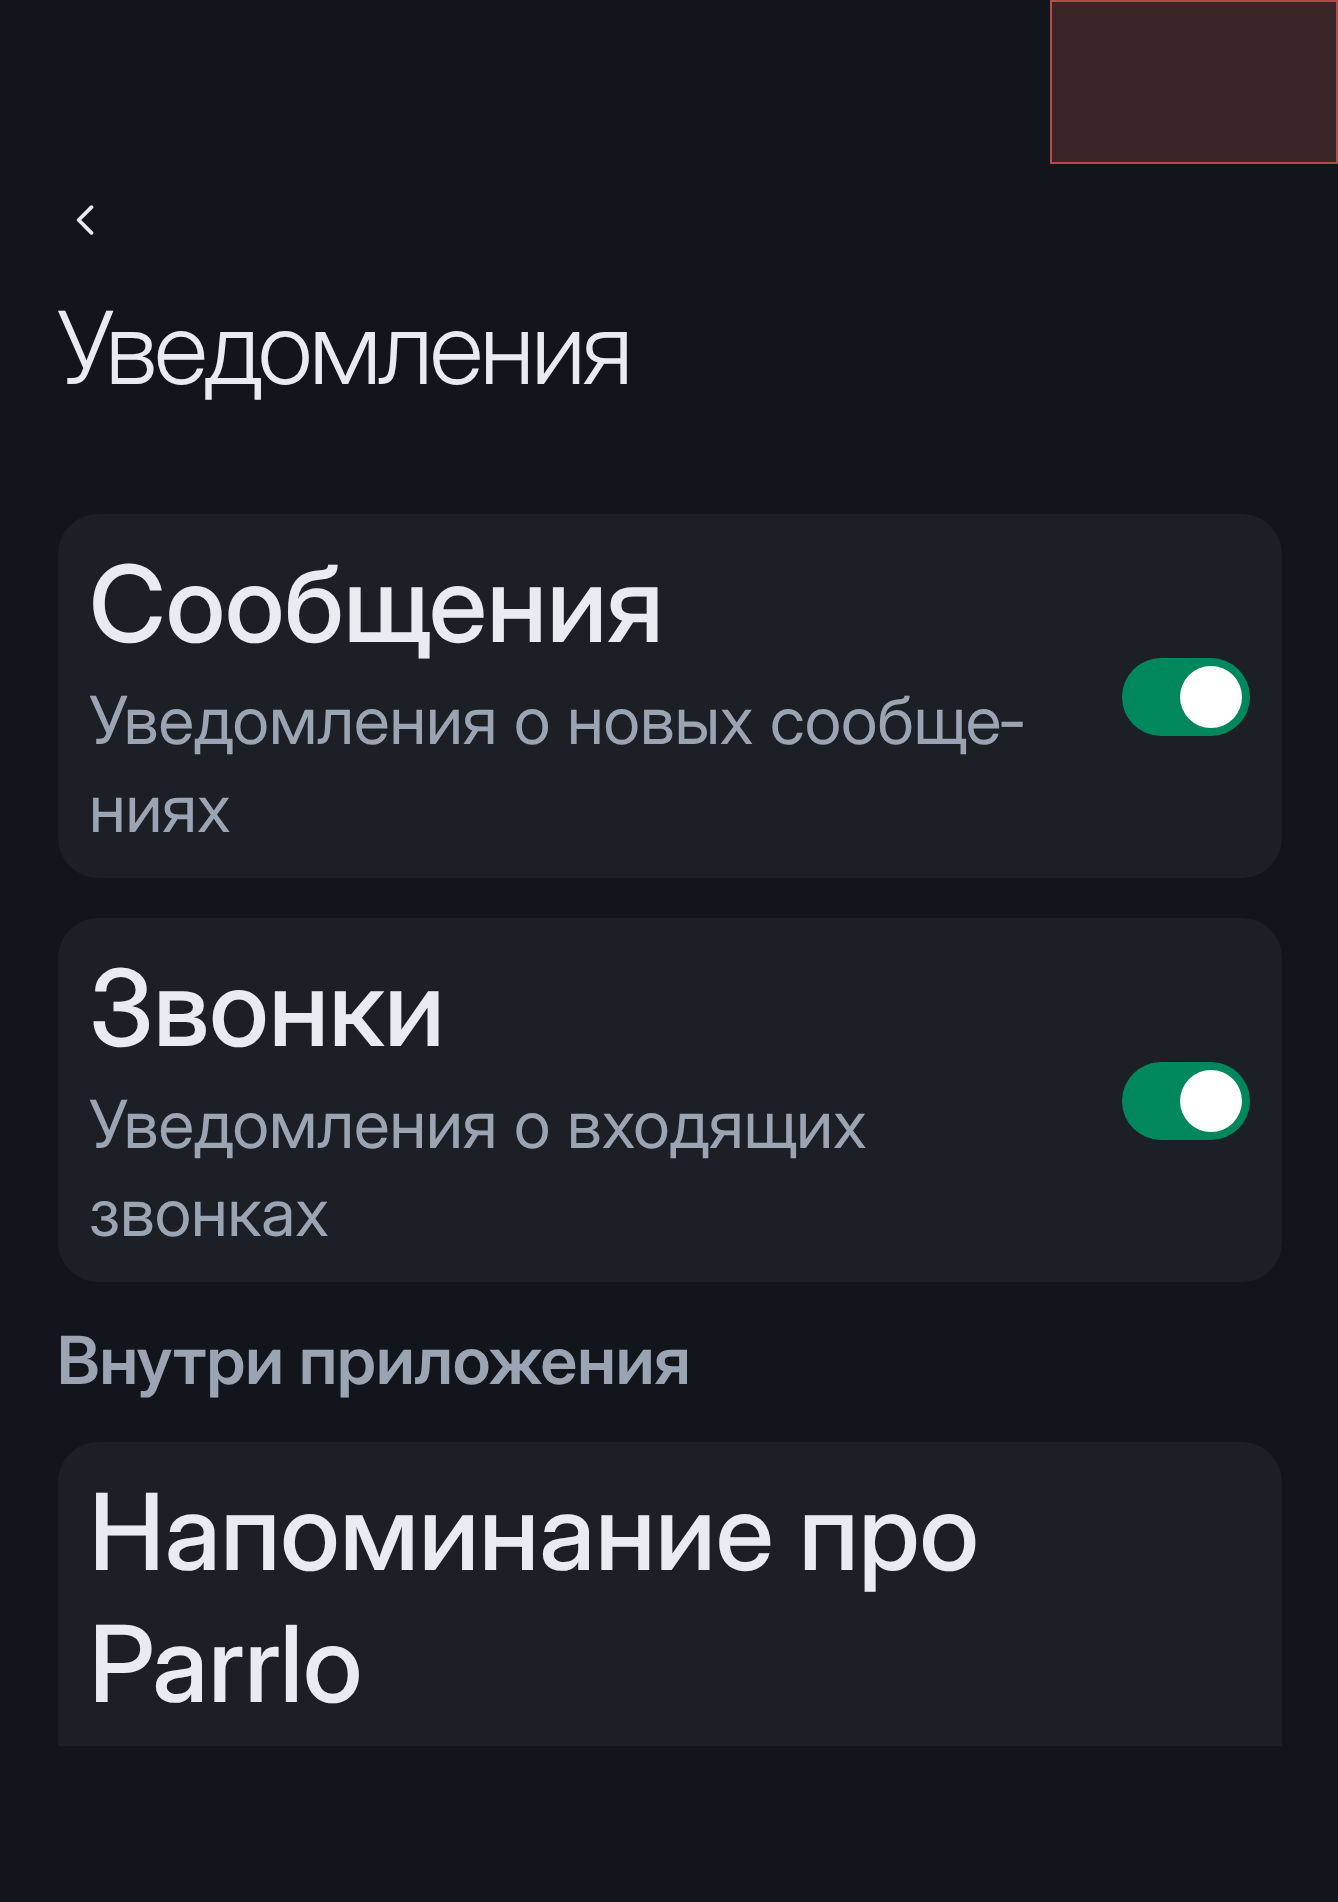 Уведомления
Сообщения
Уведомления о новых сообще-
ниях
Звонки
Уведомления о входящих
звонках
Внутри приложения
Напоминание про
Parrlo